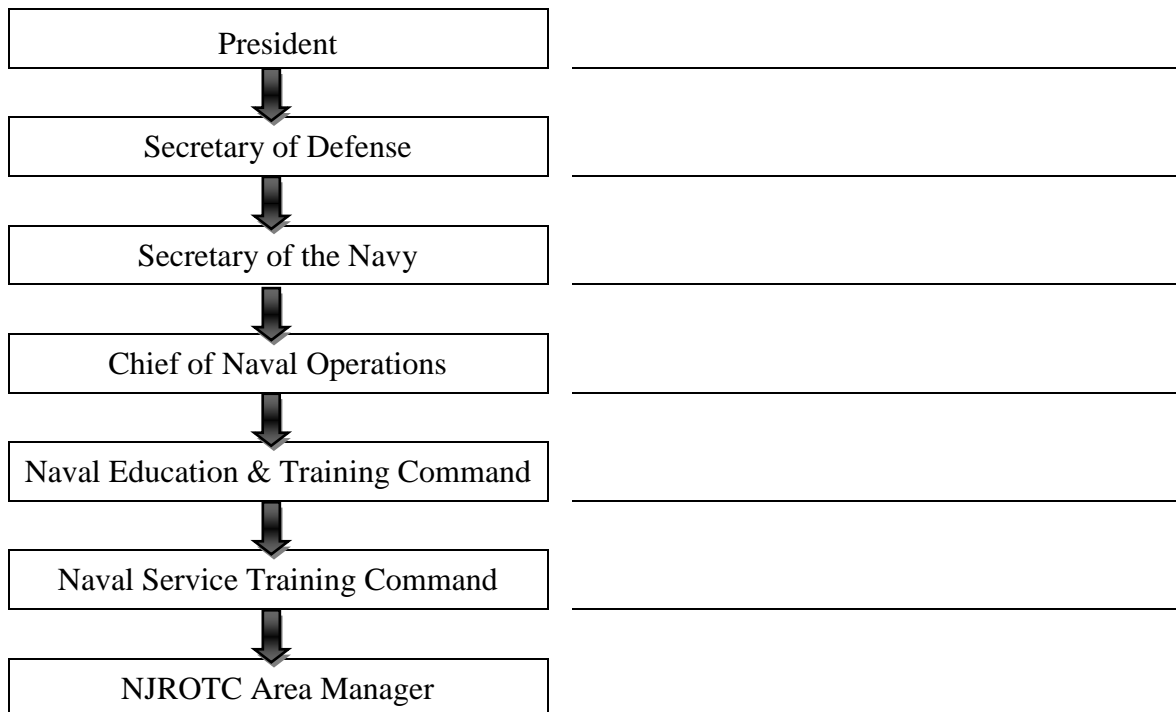 President
Secretary of Defense
Secretary of the Navy
Chief of Naval Operations
Naval Education & Training Command
Naval Service Training Command
NJROTC Area Manager